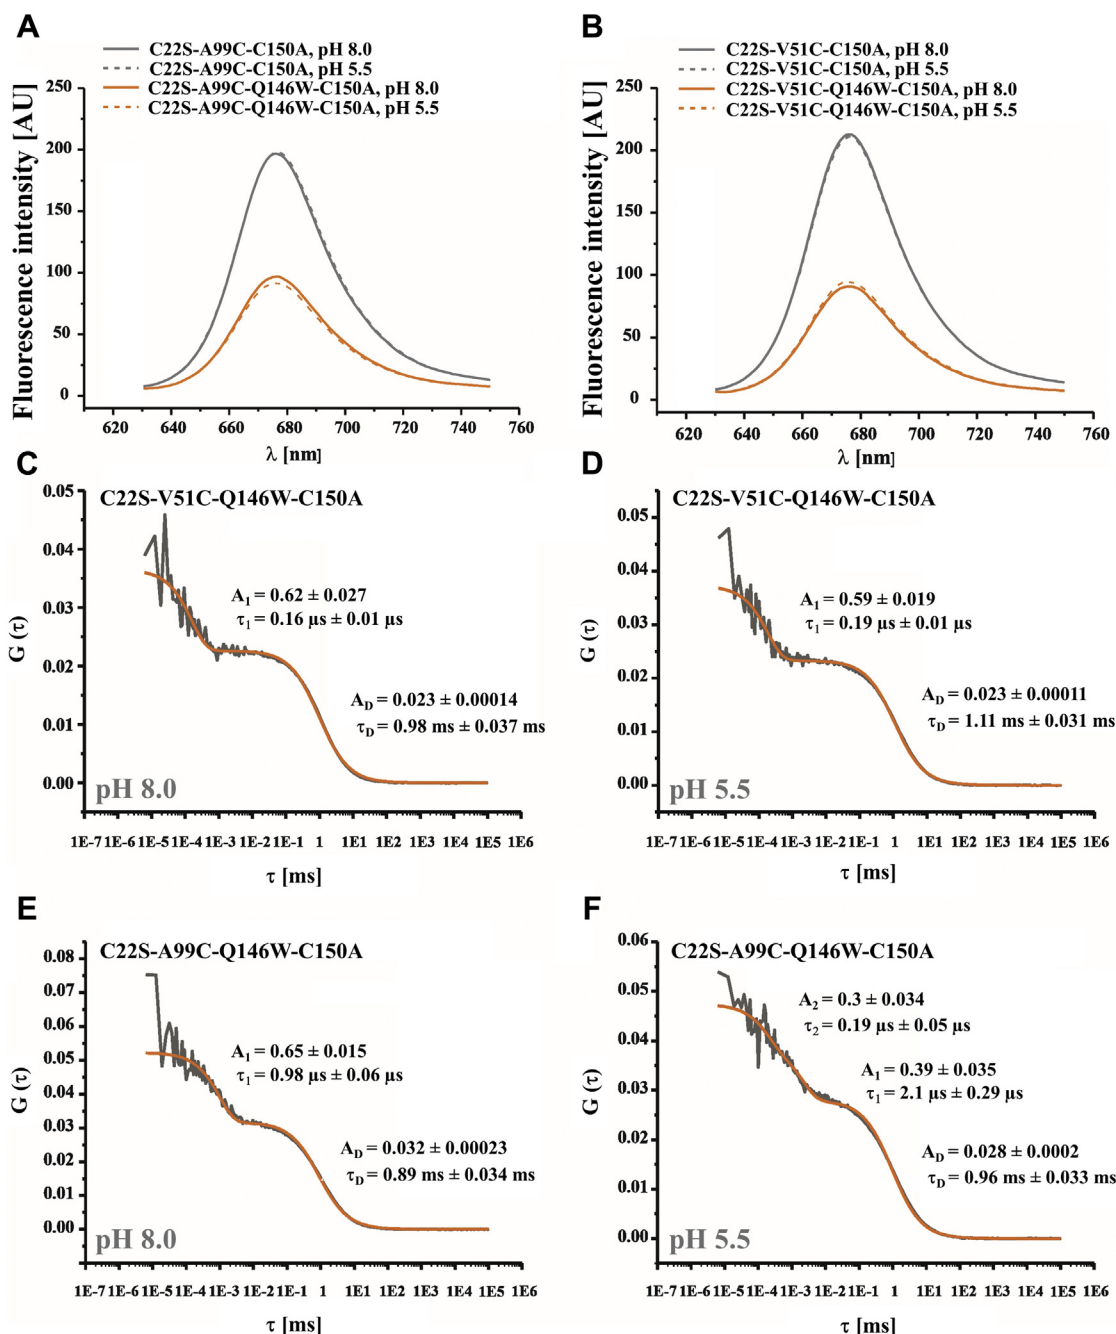 A
C22S-A99C-C150A, pH 8.0
C22S-A99C-C150A, pH 5.5
C22S-A99C-Q146W-C150A, pH 8.0
C22S-A99C-Q146W-C150A, pH 5.5
Fluorescence intensity [AU]
250
200
150
100
50
0
620 640 660 680 700 720 740 760
λ [nm]
B
C22S-V51C-C150A, pH 8.0
C22S-V51C-C150A, pH 5.5
C22S-V51C-Q146W-C150A, pH 8.0
C22S-V51C-Q146W-C150A, pH 5.5
Fluorescence intensity [AU]
250
200
150
100
50
0
620 640 660 680 700 720 740 760
λ [nm]
C
C22S-V51C-Q146W-C150A
G (τ)
0.05
0.04
0.03
0.02
0.01
0.00
A₁ = 0.62 ± 0.027
τ₁ = 0.16 µs ± 0.01 µs
A_D = 0.023 ± 0.00014
τ_D = 0.98 ms ± 0.037 ms
pH 8.0
1E-7 1E-6 1E-5 1E-4 1E-3 1E-2 1E-1 1 1E1 1E2 1E3 1E4 1E5 1E6
τ [ms]
D
C22S-V51C-Q146W-C150A
G (τ)
0.05
0.04
0.03
0.02
0.01
0.00
A₁ = 0.59 ± 0.019
τ₁ = 0.19 µs ± 0.01 µs
A_D = 0.023 ± 0.00011
τ_D = 1.11 ms ± 0.031 ms
pH 5.5
1E-7 1E-6 1E-5 1E-4 1E-3 1E-2 1E-1 1 1E1 1E2 1E3 1E4 1E5 1E6
τ [ms]
E
C22S-A99C-Q146W-C150A
G (τ)
0.08
0.07
0.06
0.05
0.04
0.03
0.02
0.01
0.00
A₁ = 0.65 ± 0.015
τ₁ = 0.98 µs ± 0.06 µs
A_D = 0.032 ± 0.00023
τ_D = 0.89 ms ± 0.034 ms
pH 8.0
1E-7 1E-6 1E-5 1E-4 1E-3 1E-2 1E-1 1 1E1 1E2 1E3 1E4 1E5 1E6
τ [ms]
F
C22S-A99C-Q146W-C150A
G (τ)
0.06
0.05
0.04
0.03
0.02
0.01
0.00
A₂ = 0.3 ± 0.034
τ₂ = 0.19 µs ± 0.05 µs
A₁ = 0.39 ± 0.035
τ₁ = 2.1 µs ± 0.29 µs
A_D = 0.028 ± 0.0002
τ_D = 0.96 ms ± 0.033 ms
pH 5.5
1E-7 1E-6 1E-5 1E-4 1E-3 1E-2 1E-1 1 1E1 1E2 1E3 1E4 1E5 1E6
τ [ms]